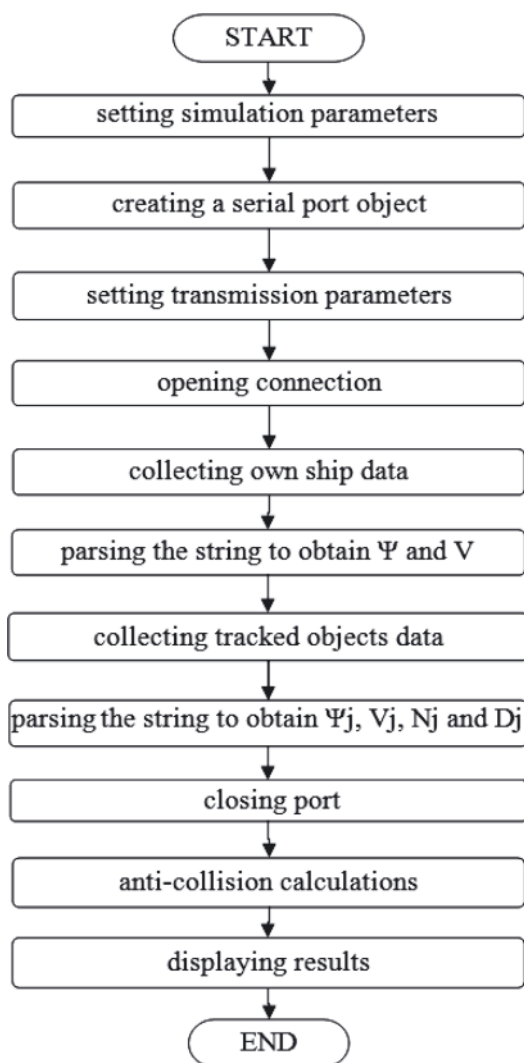 START
setting simulation parameters
creating a serial port object
setting transmission parameters
opening connection
collecting own ship data
parsing the string to obtain Ψ and V
collecting tracked objects data
parsing the string to obtain Ψj, Vj, Nj and Dj
closing port
anti-collision calculations
displaying results
END